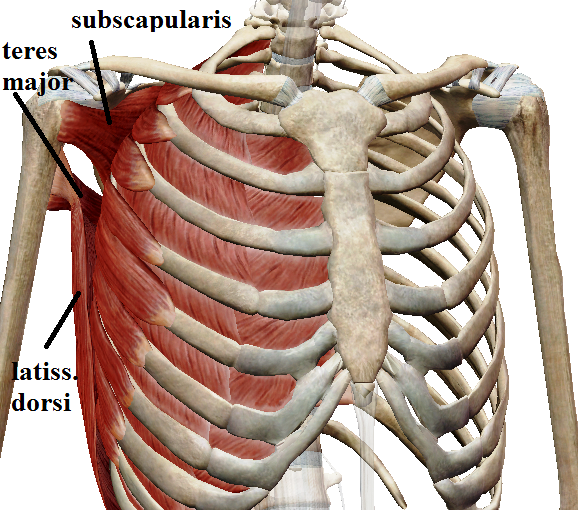 subscapularis
teres
major
latiss.
dorsi